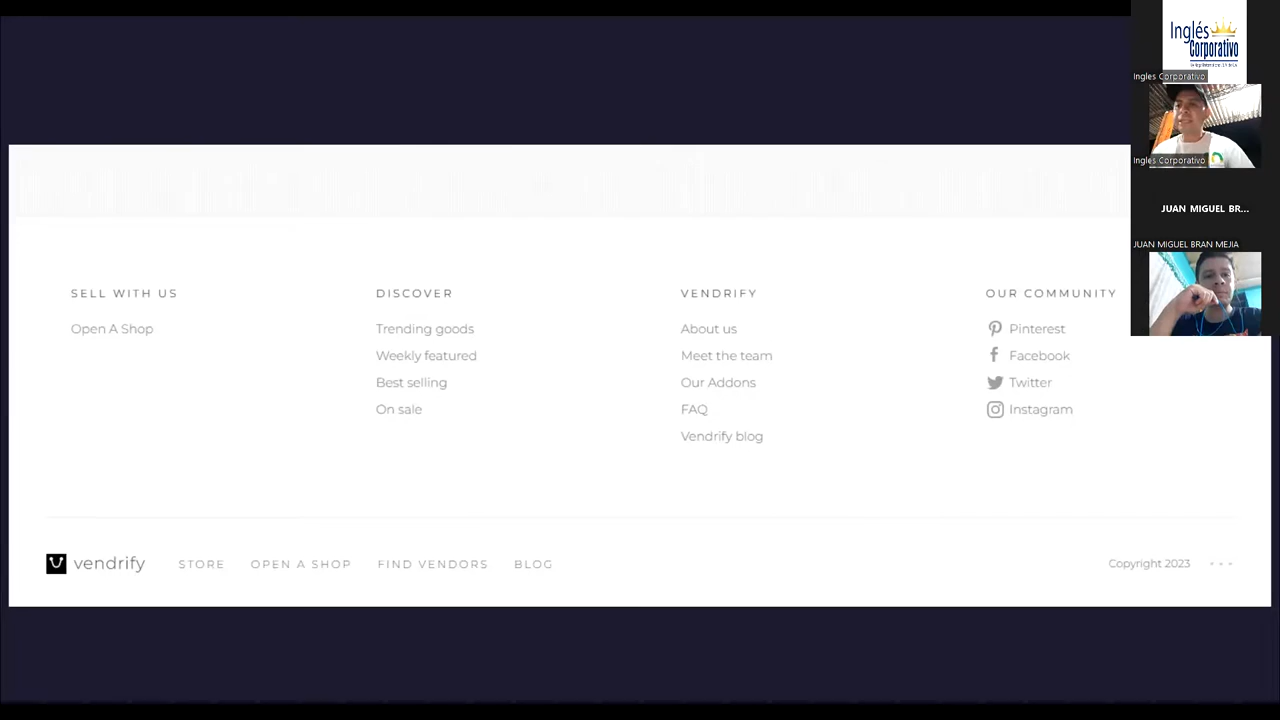 SELL WITH US
Open A Shop
DISCOVER
Trending goods
Weekly featured
Best selling
On sale
VENDRIFY
About us
Meet the team
Our Addons
FAQ
Vendrify blog
OUR COMMUNITY
Pinterest
Facebook
Twitter
Instagram
vendrify
STORE
OPEN A SHOP
FIND VENDORS
BLOG
Copyright 2023
Inglés
Corporativo
Ingles Corporativo
Ingles Corporativo
JUAN MIGUEL BR...
JUAN MIGUEL BRAN MEJIA